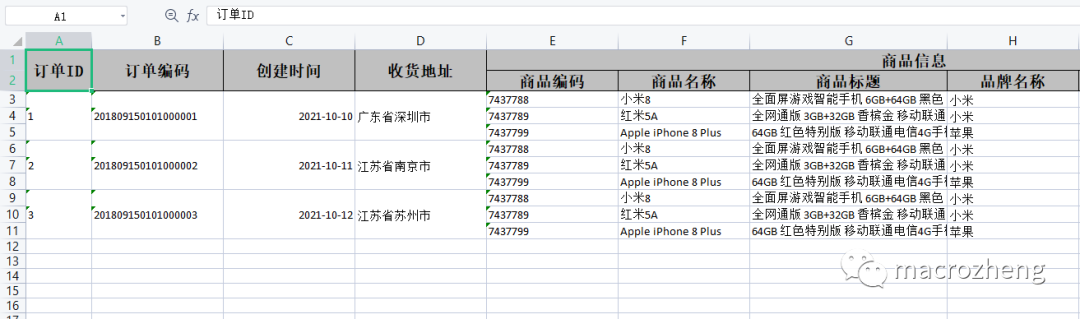 A1 fx 订单ID
A B C D E F G H
1 订单ID 订单编码 创建时间 收货地址 商品信息
2 商品编码 商品名称 商品标题 品牌名称
3 7437788 小米8 全面屏游戏智能手机 6GB+64GB 黑色 小米
4 1 201809150101000001 2021-10-10 广东省深圳市 7437789 红米5A 全网通版 3GB+32GB 香槟金 移动联通 小米
5 7437799 Apple iPhone 8 Plus 64GB 红色特别版 移动联通电信4G手机 苹果
6 7437788 小米8 全面屏游戏智能手机 6GB+64GB 黑色 小米
7 2 201809150101000002 2021-10-11 江苏省南京市 7437789 红米5A 全网通版 3GB+32GB 香槟金 移动联通 小米
8 7437799 Apple iPhone 8 Plus 64GB 红色特别版 移动联通电信4G手机 苹果
9 7437788 小米8 全面屏游戏智能手机 6GB+64GB 黑色 小米
10 3 201809150101000003 2021-10-12 江苏省苏州市 7437789 红米5A 全网通版 3GB+32GB 香槟金 移动联通 小米
11 7437799 Apple iPhone 8 Plus 64GB 红色特别版 移动联通电信4G手机 苹果
12
13
14
15
16
17
macrozheng